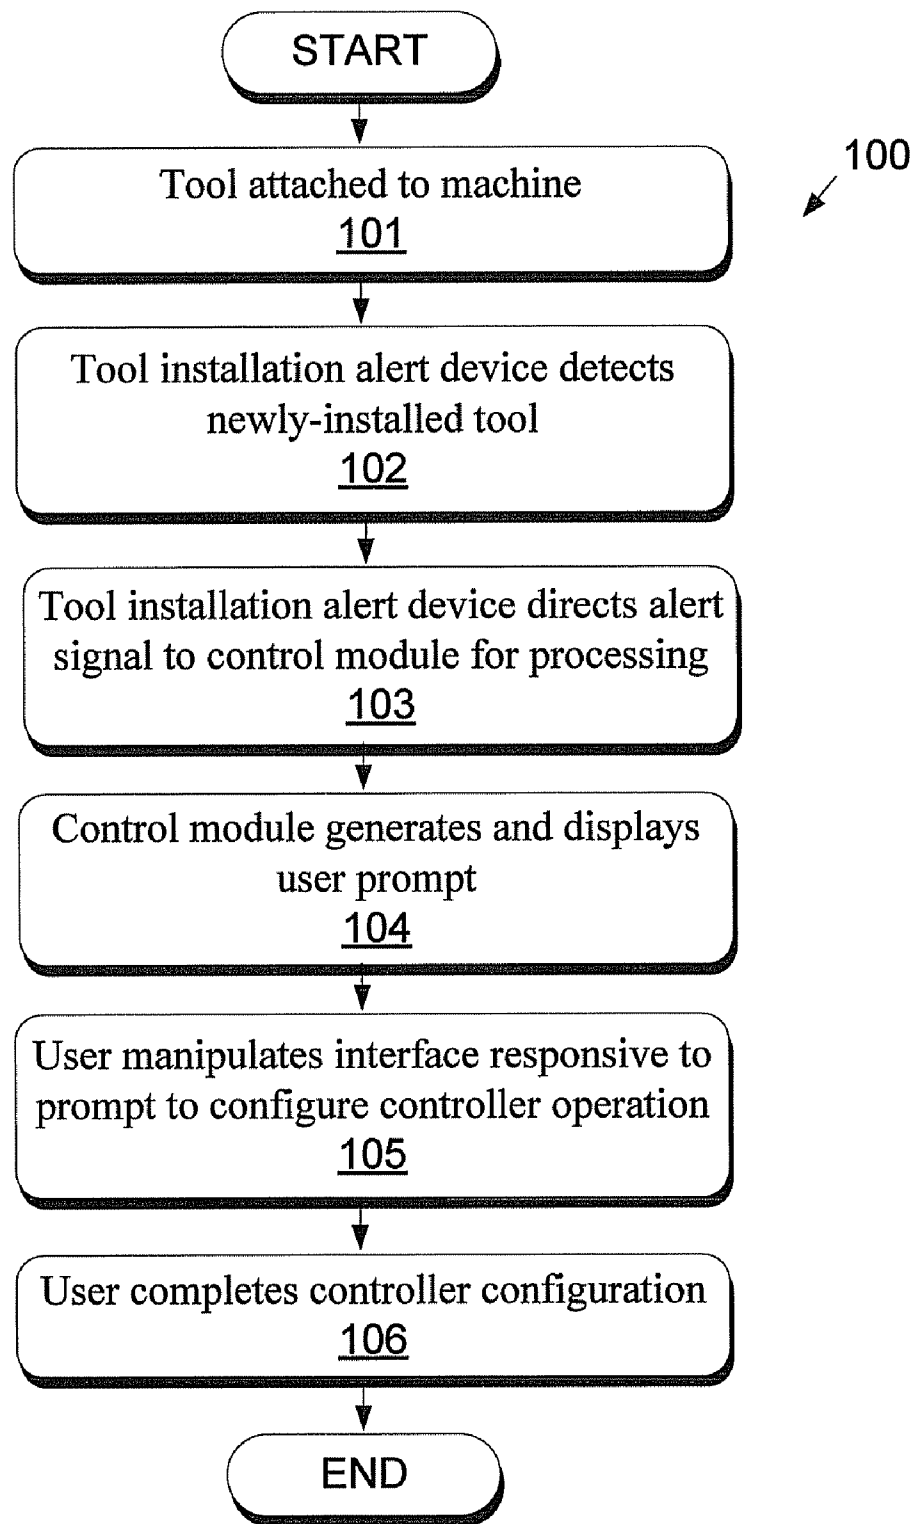 START
100
Tool attached to machine
101
Tool installation alert device detects
newly-installed tool
102
Tool installation alert device directs alert
signal to control module for processing
103
Control module generates and displays
user prompt
104
User manipulates interface responsive to
prompt to configure controller operation
105
User completes controller configuration
106
END